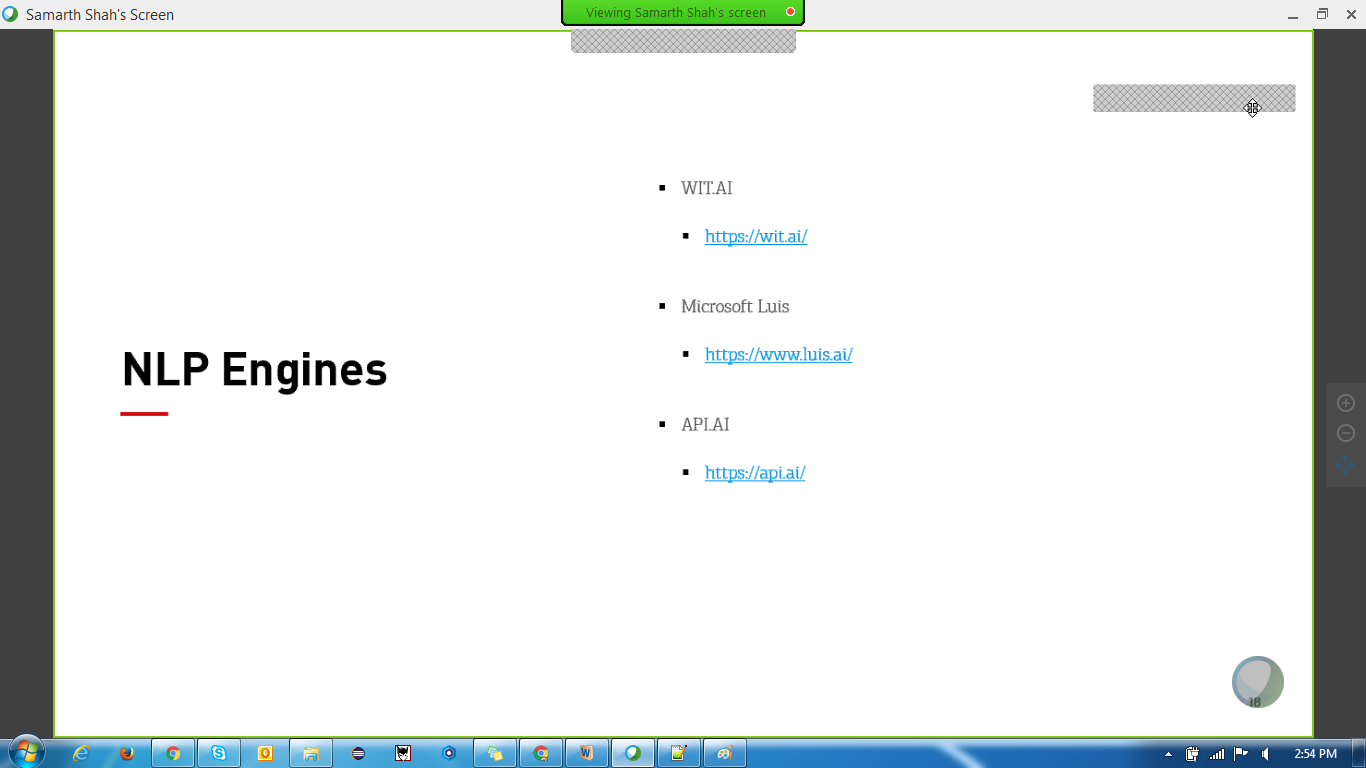 Samarth Shah's Screen
Viewing Samarth Shah's screen
WIT.AI
https://wit.ai/
Microsoft Luis
https://www.luis.ai/
NLP Engines
API.AI
https://api.ai/
18
2:54 PM